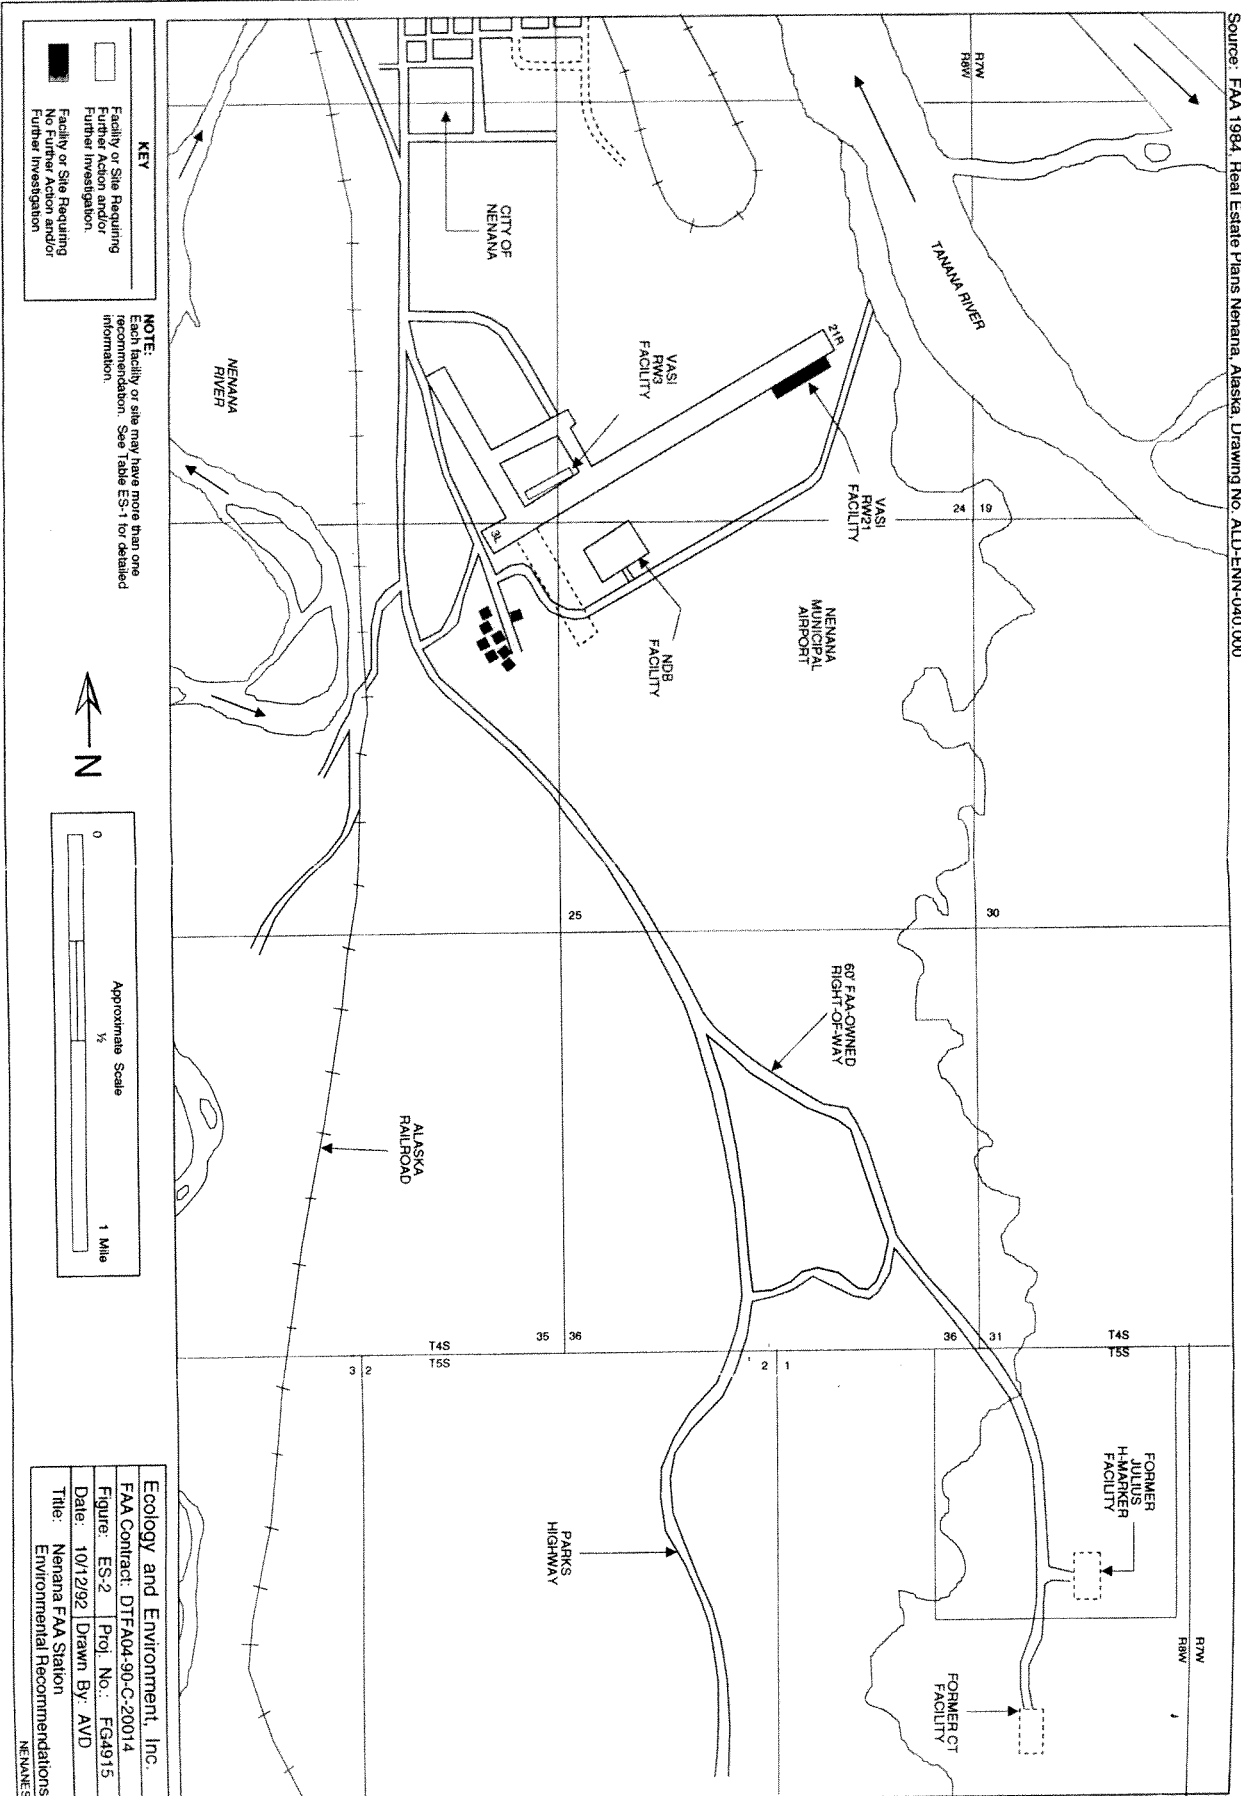 Source: FAA 1984, Real Estate Plans Nenana, Alaska, Drawing No. ALD-ENN-040.000
R7W
R8W
TANANA RIVER
CITY OF
NENANA
21R
VASI
RW3
FACILITY
VASI
RW21
FACILITY
24
19
3L
NDB
FACILITY
NENANA
MUNICIPAL
AIRPORT
NENANA
RIVER
25
30
60' FAA-OWNED
RIGHT-OF-WAY
ALASKA
RAILROAD
35
36
T4S
T5S
3
2
2
1
36
31
T4S
T5S
FORMER
JULIUS
H-MARKER
FACILITY
PARKS
HIGHWAY
R7W
R8W
FORMER CT
FACILITY
KEY
Facility or Site Requiring
Further Action and/or
Further Investigation.
Facility or Site Requiring
No Further Action and/or
Further Investigation
NOTE:
Each facility or site may have more than one
recommendation. See Table ES-1 for detailed
information.
N
0
½
1 Mile
Approximate Scale
Ecology and Environment, Inc.
FAA Contract: DTFA04-90-C-20014
Figure: ES-2
Proj. No.: FG4915
Date: 10/12/92
Drawn By: AVD
Title: Nenana FAA Station
Environmental Recommendations